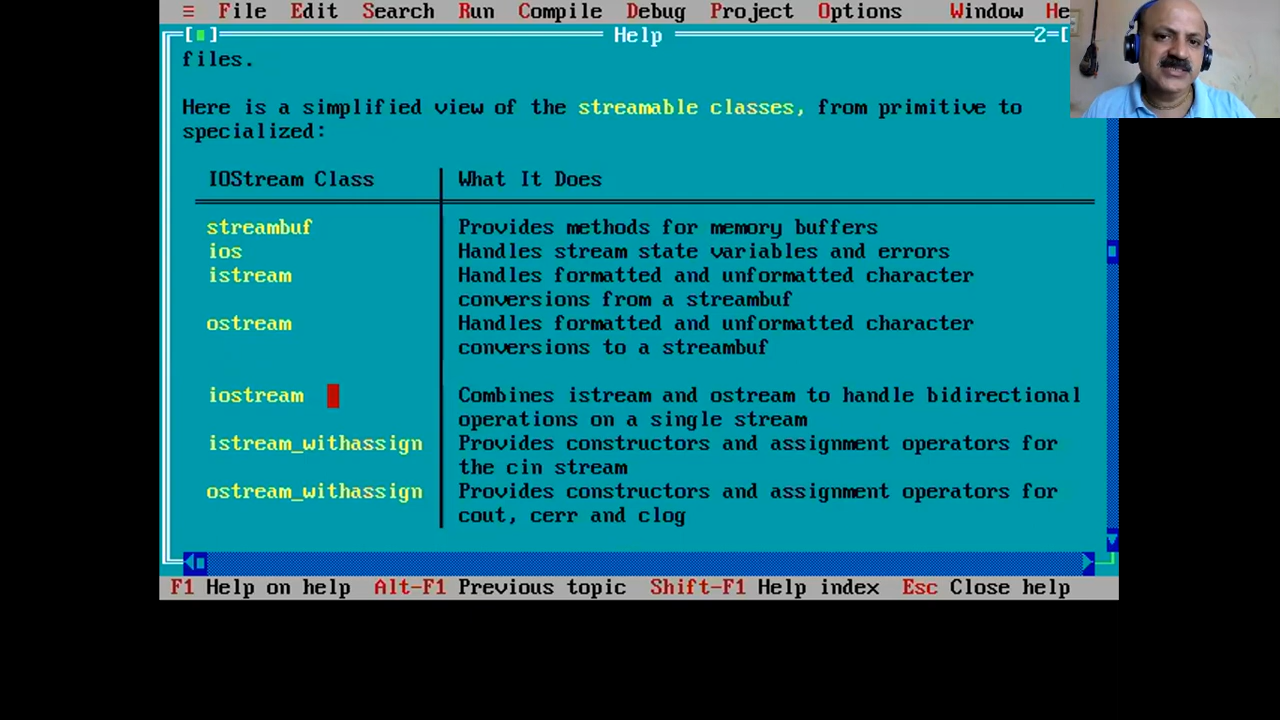 ≡ File Edit Search Run Compile Debug Project Options Window He
[■] Help 2=[
files.
Here is a simplified view of the streamable classes, from primitive to
specialized:
IOStream Class What It Does
streambuf Provides methods for memory buffers
ios Handles stream state variables and errors
istream Handles formatted and unformatted character
conversions from a streambuf
ostream Handles formatted and unformatted character
conversions to a streambuf
iostream Combines istream and ostream to handle bidirectional
operations on a single stream
istream_withassign Provides constructors and assignment operators for
the cin stream
ostream_withassign Provides constructors and assignment operators for
cout, cerr and clog
F1 Help on help Alt-F1 Previous topic Shift-F1 Help index Esc Close help